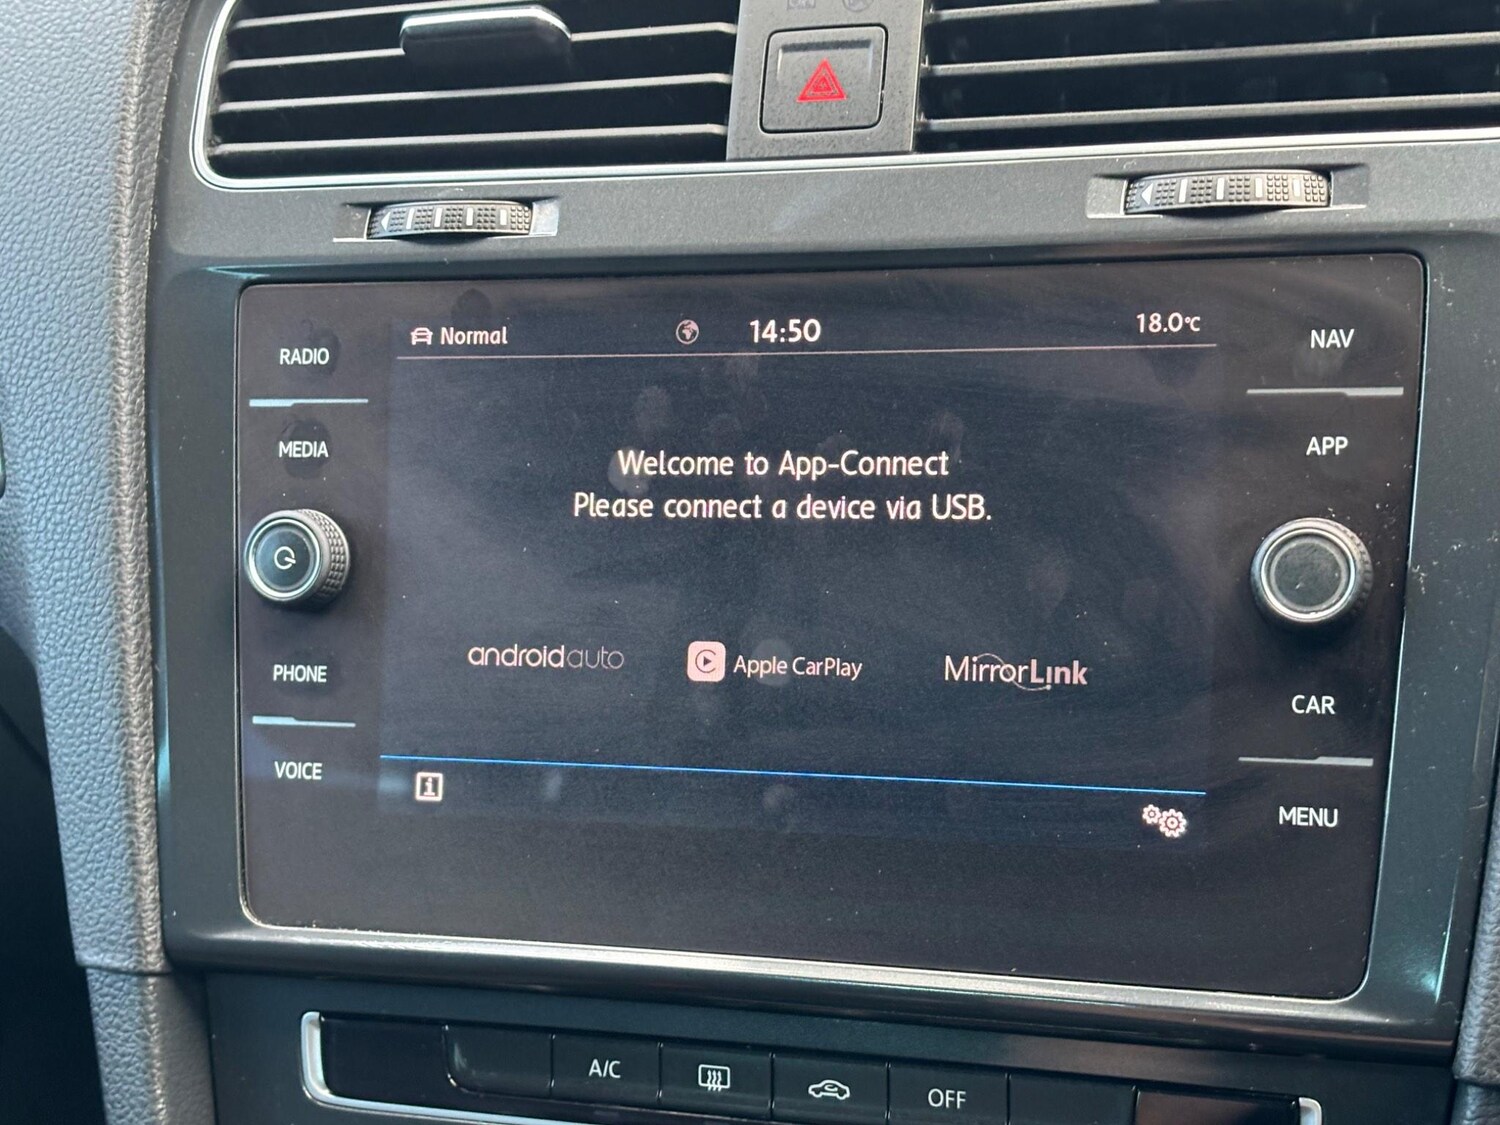 Normal
14:50
18.0°C
RADIO
MEDIA
PHONE
VOICE
Welcome to App-Connect
Please connect a device via USB.
androidauto
Apple CarPlay
MirrorLink
i
NAV
APP
CAR
MENU
A/C
OFF